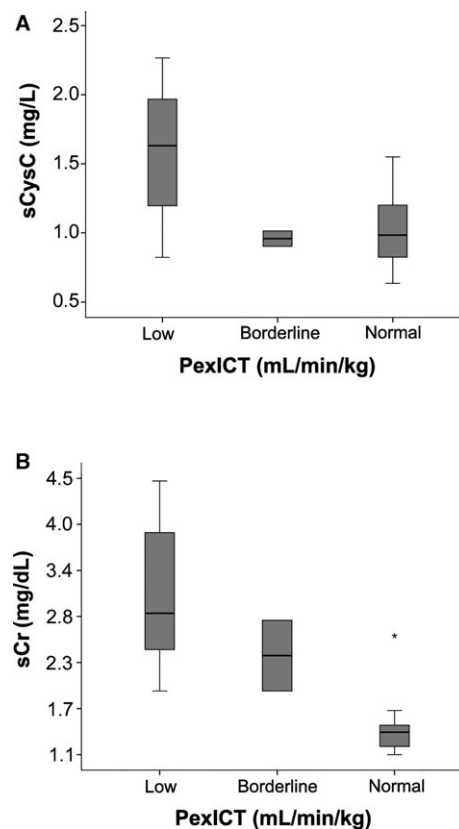 A
2.5
2.0
1.5
1.0
0.5
sCysC (mg/L)
Low Borderline Normal
PexICT (mL/min/kg)
B
4.5
4.0
3.4
2.8
2.3
1.7
1.1
sCr (mg/dL)
*
Low Borderline Normal
PexICT (mL/min/kg)